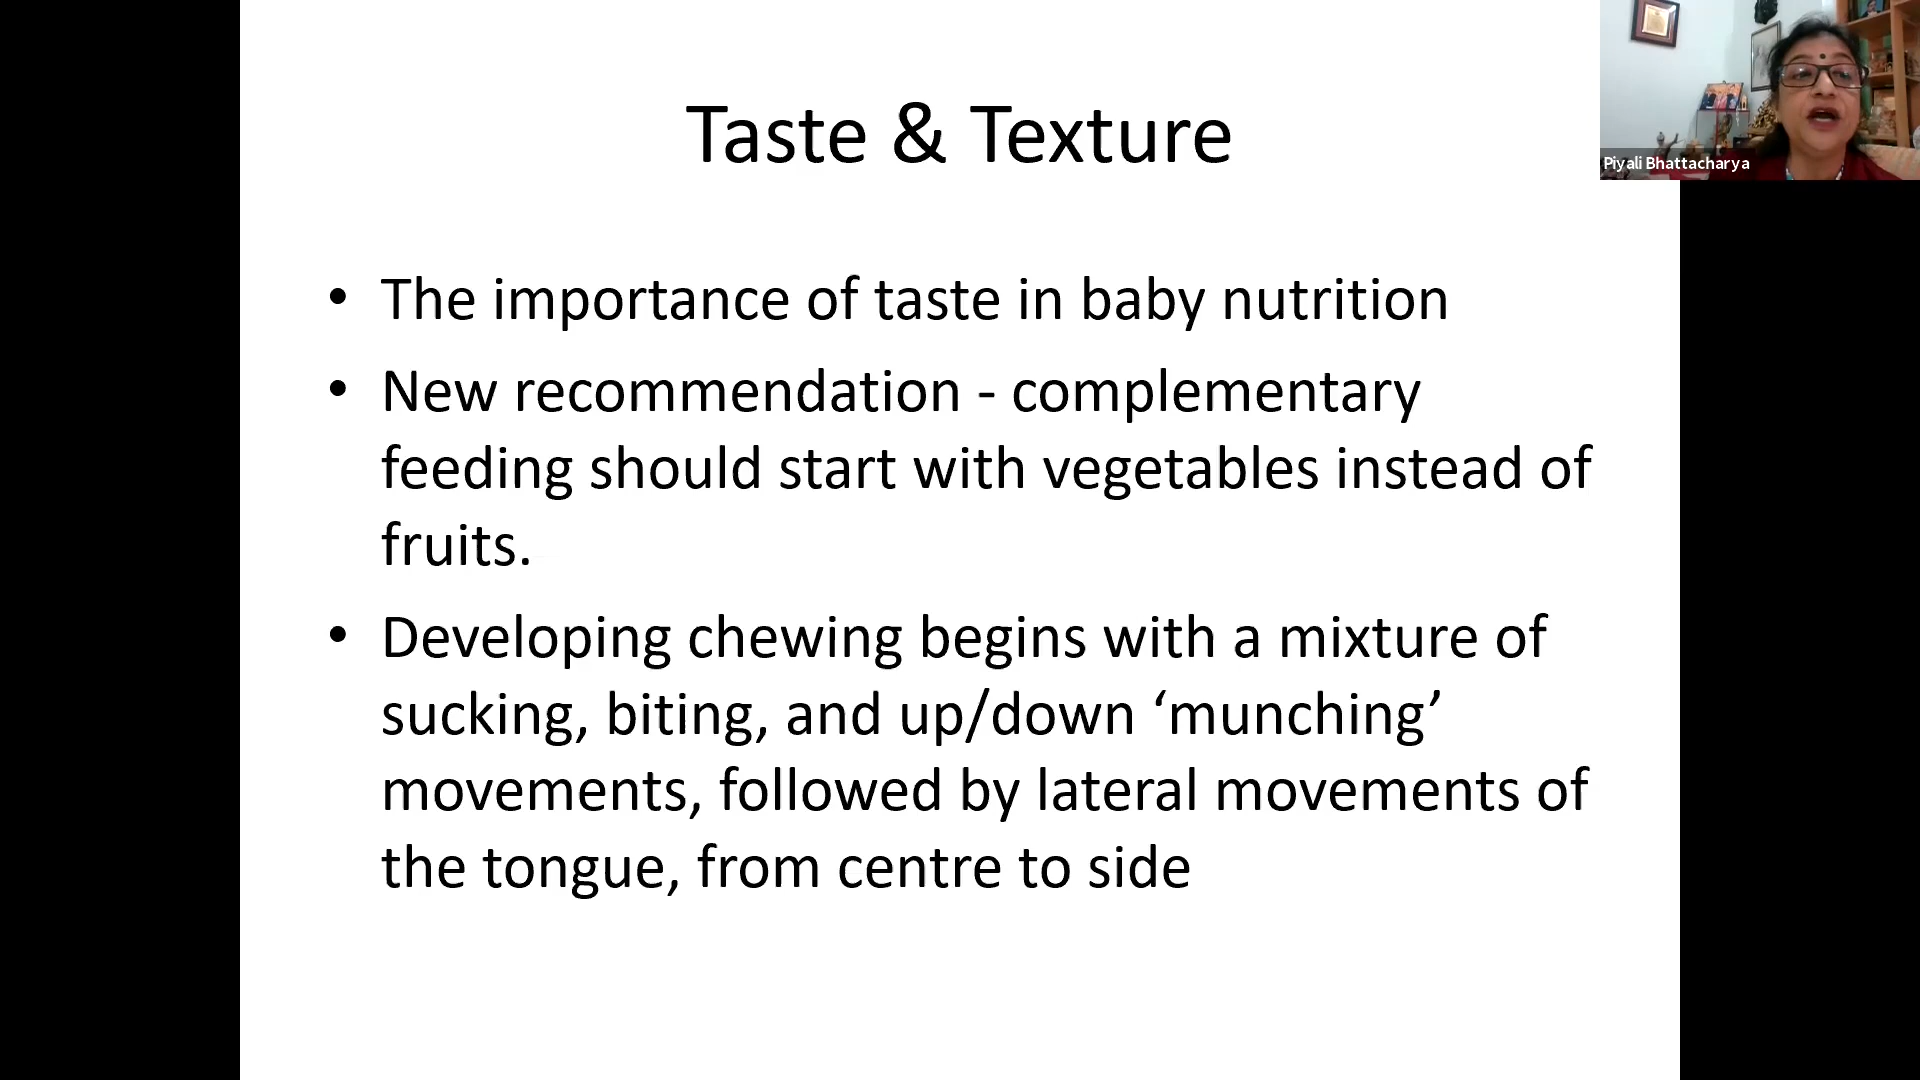 Taste & Texture
Piyali Bhattacharya
• The importance of taste in baby nutrition
• New recommendation - complementary
feeding should start with vegetables instead of
fruits.
• Developing chewing begins with a mixture of
sucking, biting, and up/down ‘munching’
movements, followed by lateral movements of
the tongue, from centre to side